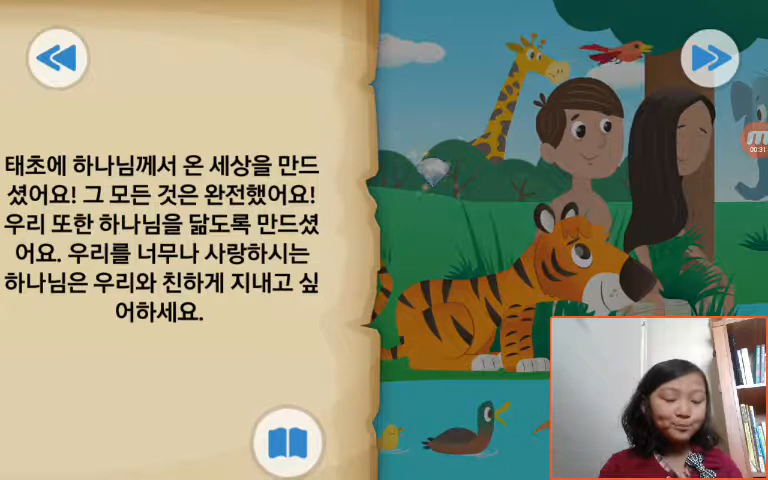 태초에 하나님께서 온 세상을 만드
셨어요! 그 모든 것은 완전했어요!
우리 또한 하나님을 닮도록 만드셨
어요. 우리를 너무나 사랑하시는
하나님은 우리와 친하게 지내고 싶
어하세요.
00:31